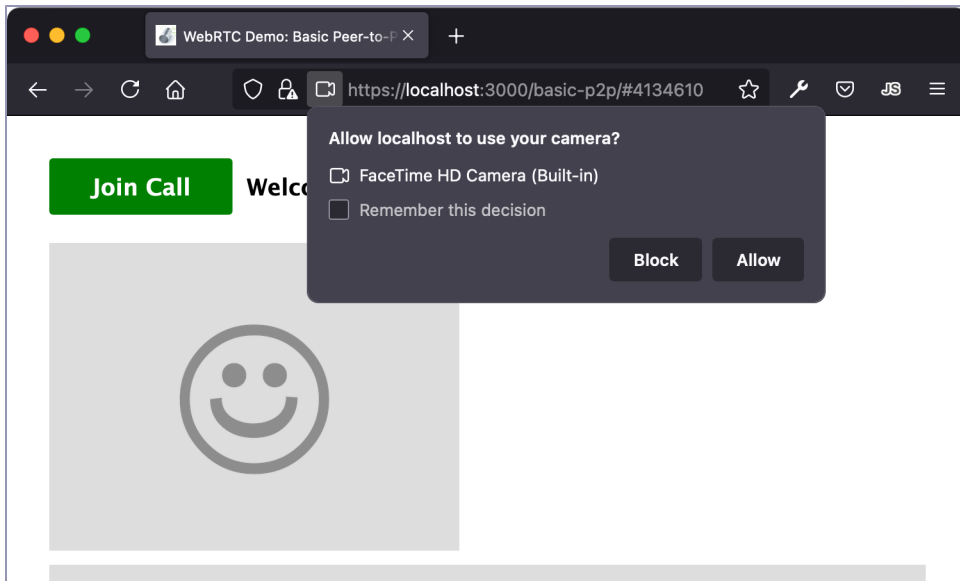 WebRTC Demo: Basic Peer-to-P
https://localhost:3000/basic-p2p/#4134610
JS
Allow localhost to use your camera?
FaceTime HD Camera (Built-in)
Remember this decision
Block
Allow
Join Call
Welco